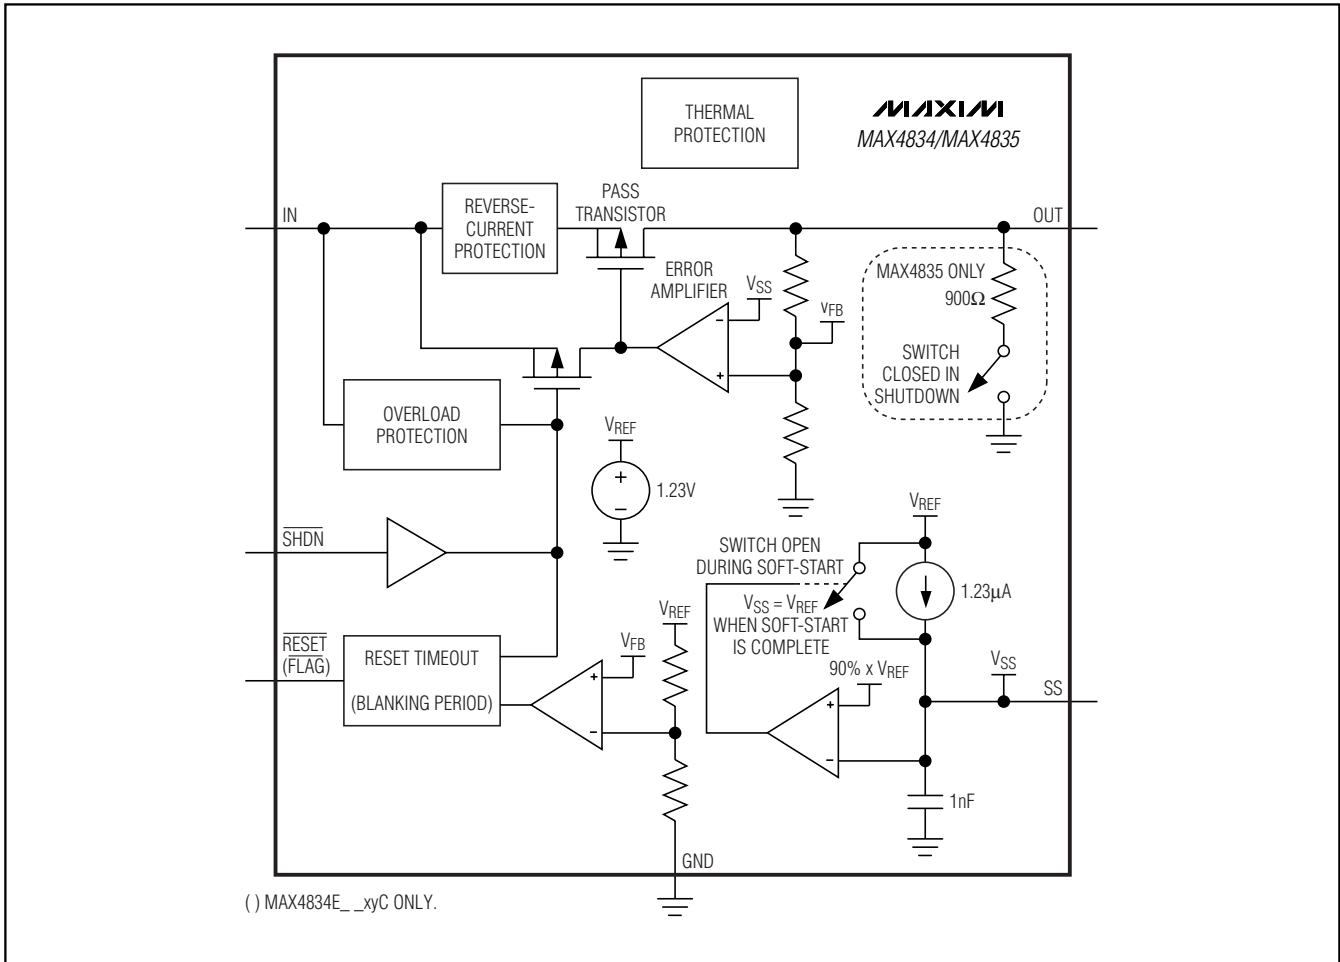 THERMAL
PROTECTION
MAXIM
MAX4834/MAX4835
IN
REVERSE-
CURRENT
PROTECTION
PASS
TRANSISTOR
OUT
ERROR
AMPLIFIER
VSS
-
+
VFB
MAX4835 ONLY
900Ω
SWITCH
CLOSED IN
SHUTDOWN
OVERLOAD
PROTECTION
VREF
+
-
1.23V
SHDN
SWITCH OPEN
DURING SOFT-START
VREF
1.23μA
VSS = VREF
WHEN SOFT-START
IS COMPLETE
RESET
(FLAG)
RESET TIMEOUT
(BLANKING PERIOD)
VFB
+
-
VREF
90% x VREF
+
-
VSS
SS
1nF
GND
( ) MAX4834E_ _xyC ONLY.